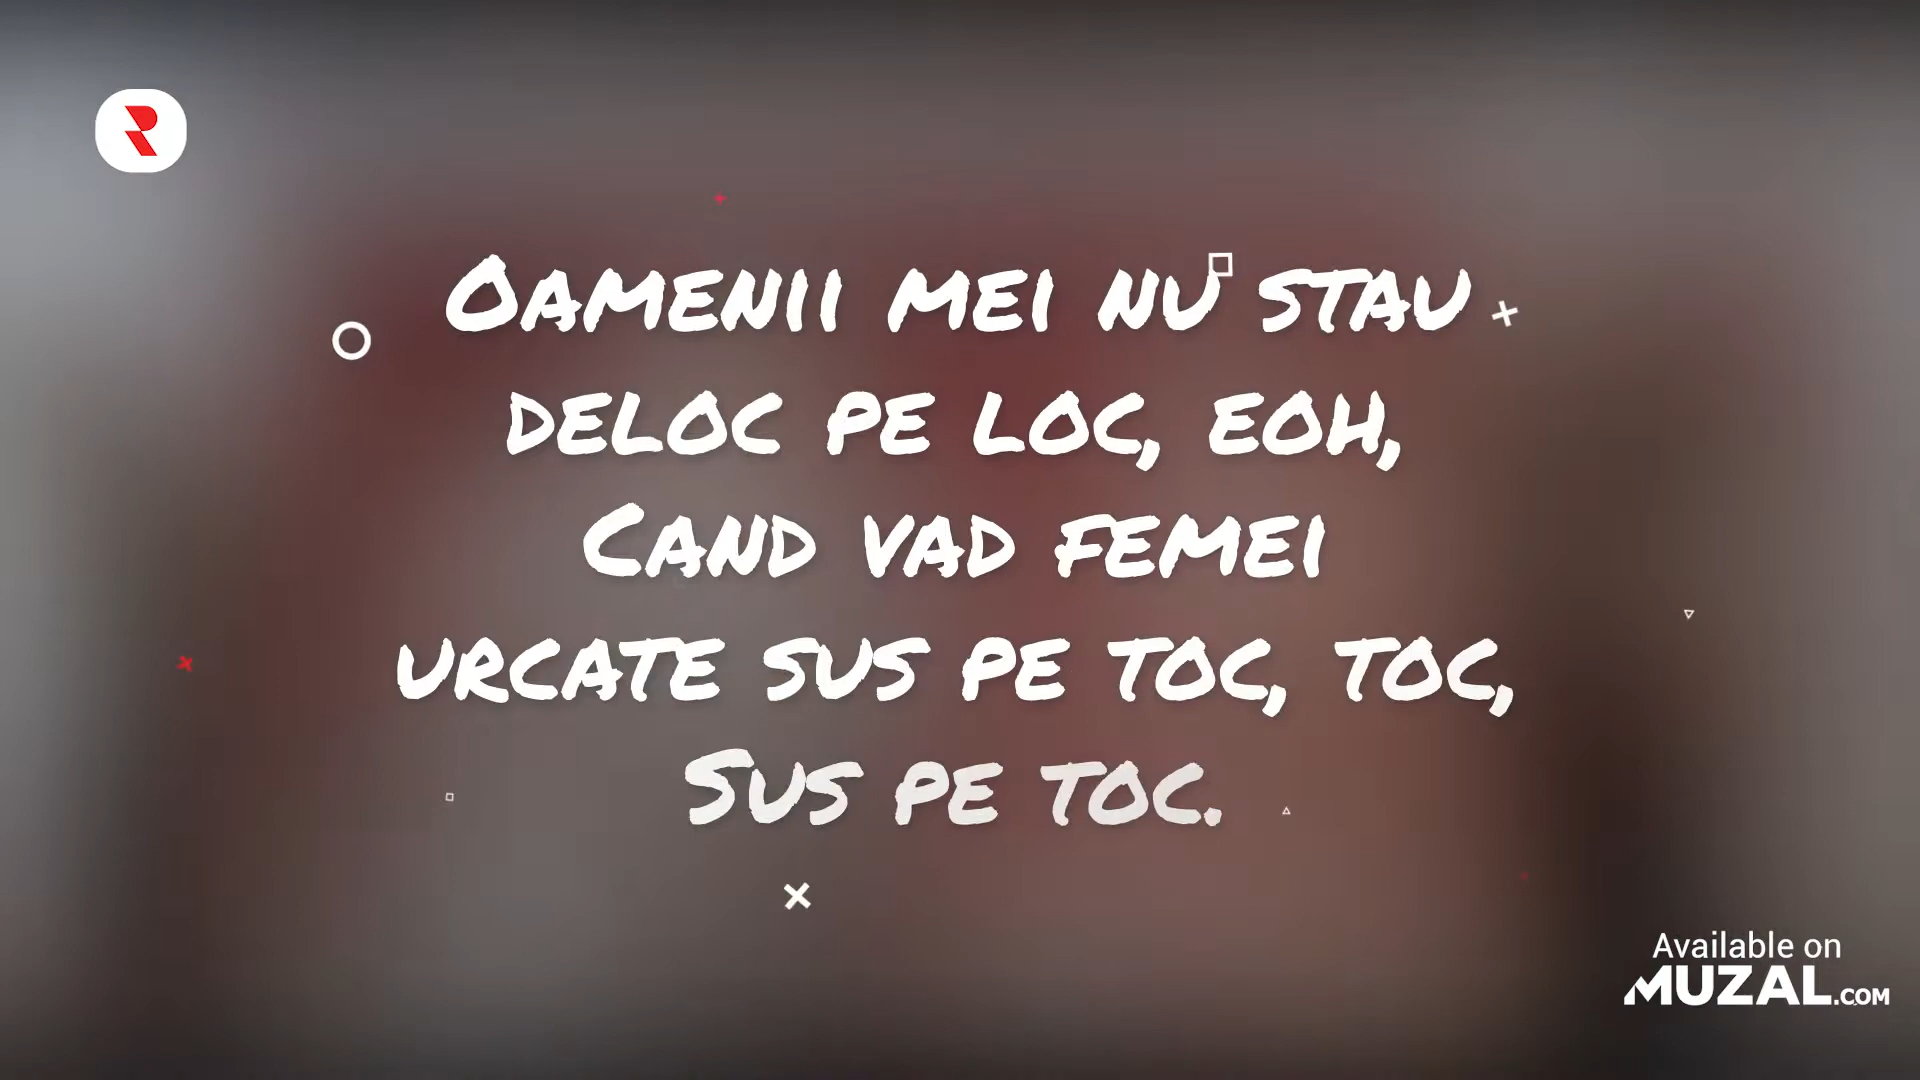 Oamenii mei nu stau
deloc pe loc, eoh,
Cand vad femei
urcate sus pe toc, toc,
Sus pe toc.
Available on
MUZAL.COM